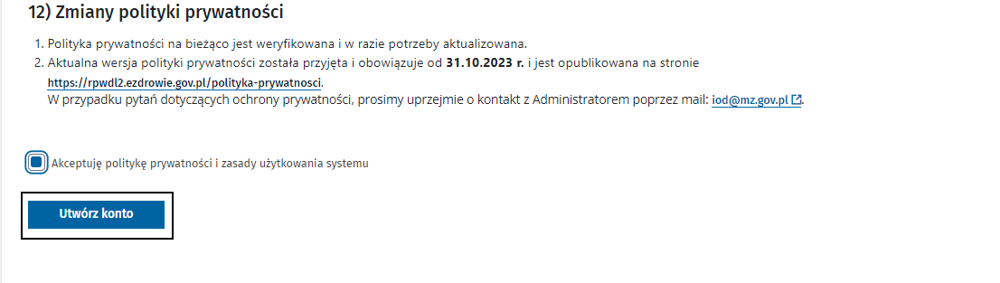 12) Zmiany polityki prywatności
1. Polityka prywatności na bieżąco jest weryfikowana i w razie potrzeby aktualizowana.
2. Aktualna wersja polityki prywatności została przyjęta i obowiązuje od 31.10.2023 r. i jest opublikowana na stronie
https://rpwdl2.ezdrowie.gov.pl/polityka-prywatnosci.
W przypadku pytań dotyczących ochrony prywatności, prosimy uprzejmie o kontakt z Administratorem poprzez mail: iod@mz.gov.pl.
Akceptuję politykę prywatności i zasady użytkowania systemu
Utwórz konto